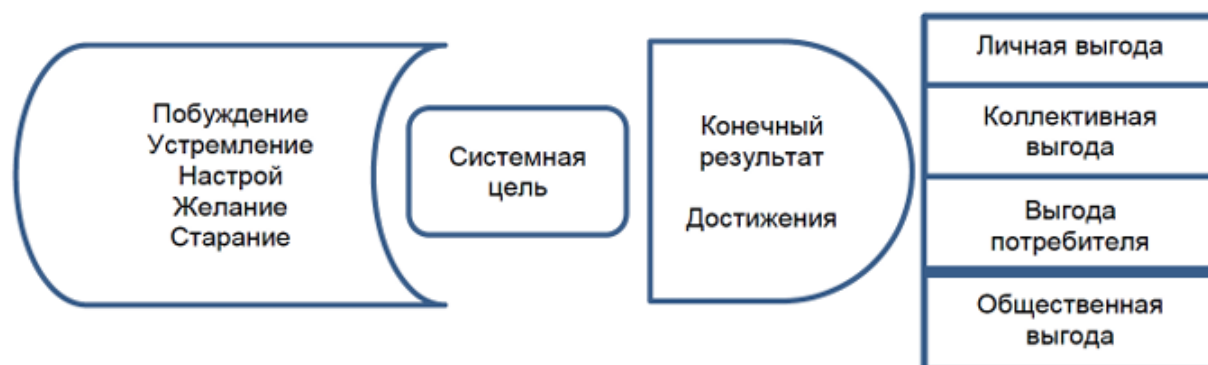 Побуждение
Устремление
Настрой
Желание
Старание
Системная
цель
Конечный
результат
Достижения
Личная выгода
Коллективная
выгода
Выгода
потребителя
Общественная
выгода